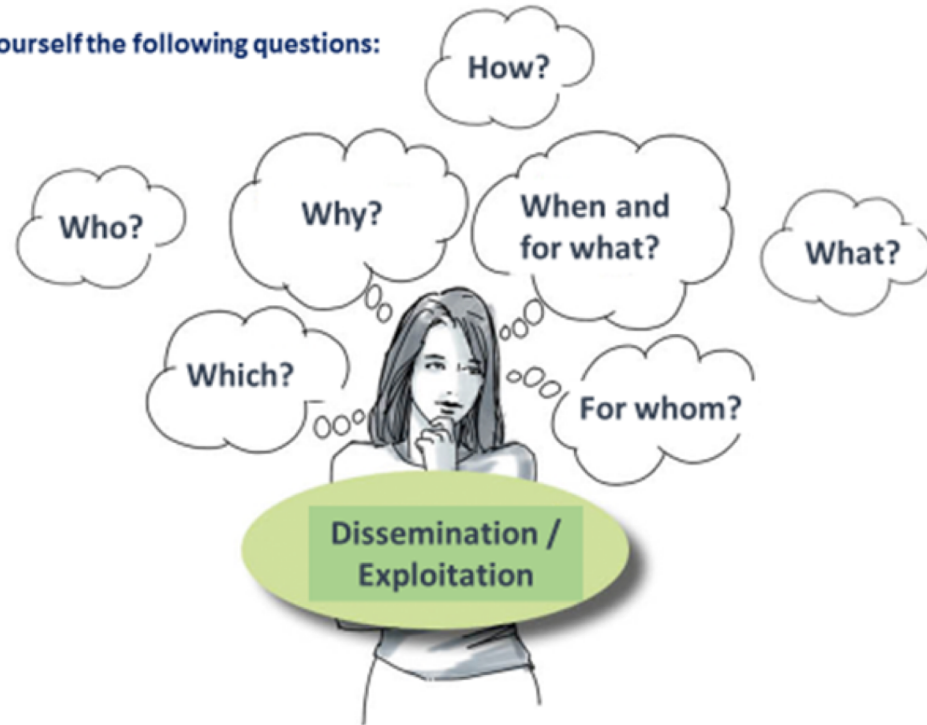 ourself the following questions:
How?
Why?
When and
for what?
Who?
What?
Which?
For whom?
Dissemination /
Exploitation